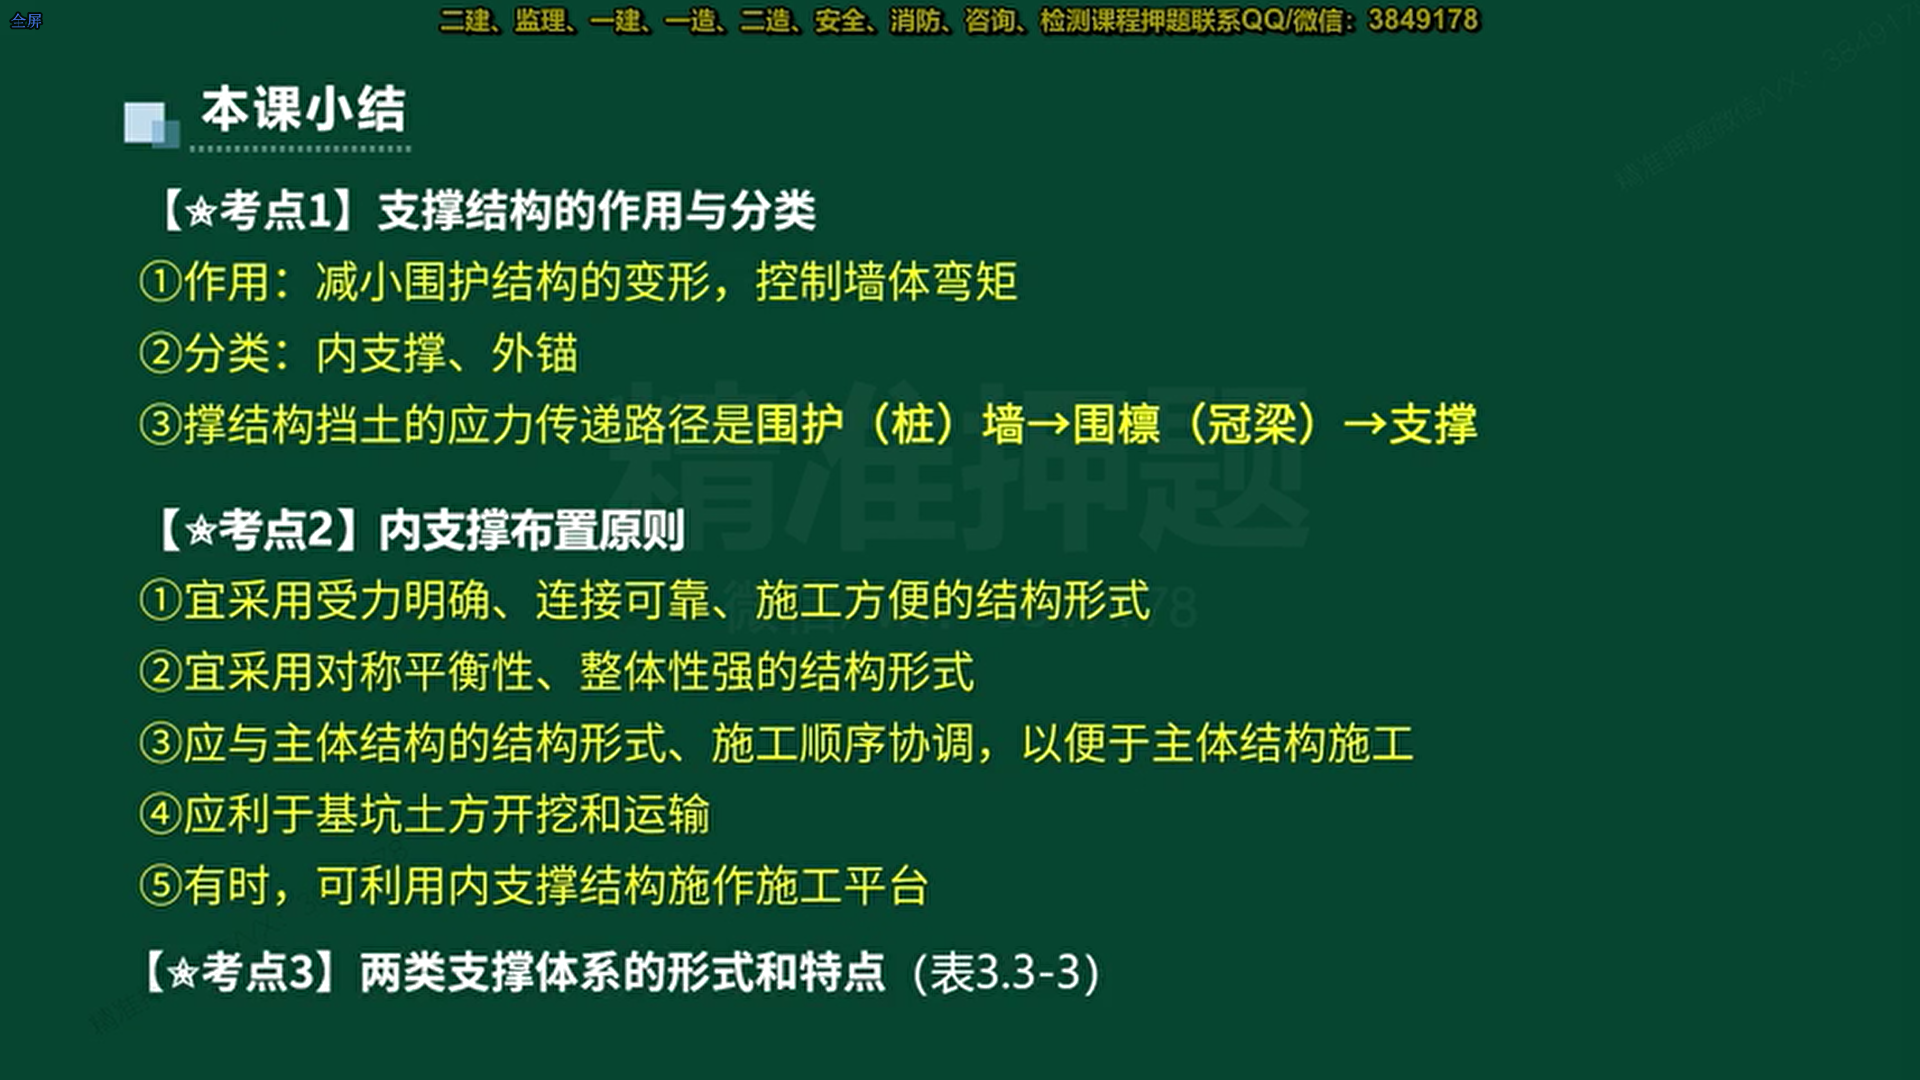 全屏
二建、监理、一建、一造、二造、安全、消防、咨询、检测课程押题联系QQ/微信：3849178
本课小结
【☆考点1】支撑结构的作用与分类
①作用：减小围护结构的变形，控制墙体弯矩
②分类：内支撑、外锚
③撑结构挡土的应力传递路径是围护（桩）墙→围檩（冠梁）→支撑
精准押题
【☆考点2】内支撑布置原则
①宜采用受力明确、连接可靠、施工方便的结构形式
②宜采用对称平衡性、整体性强的结构形式
③应与主体结构的结构形式、施工顺序协调，以便于主体结构施工
④应利于基坑土方开挖和运输
⑤有时，可利用内支撑结构施作施工平台
【☆考点3】两类支撑体系的形式和特点（表3.3-3）